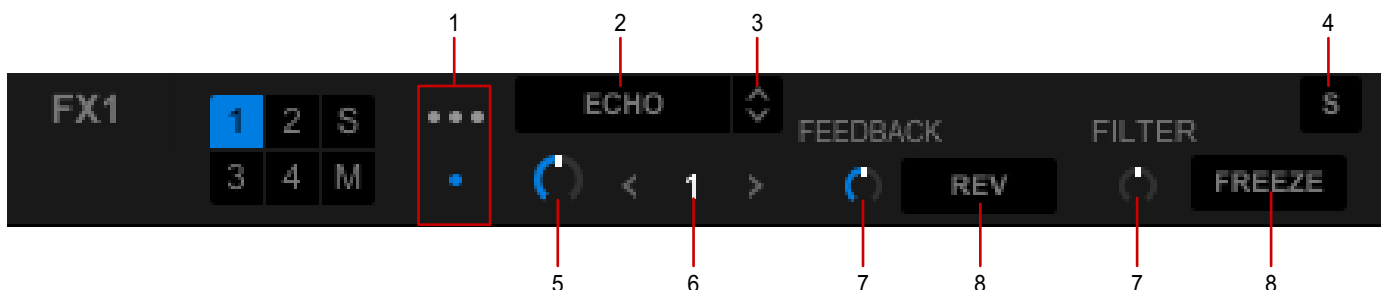 1 2 3 4
FX1 1 2 S ECHO S
FEEDBACK FILTER
3 4 M < 1 > REV FREEZE
5 6 7 8 7 8